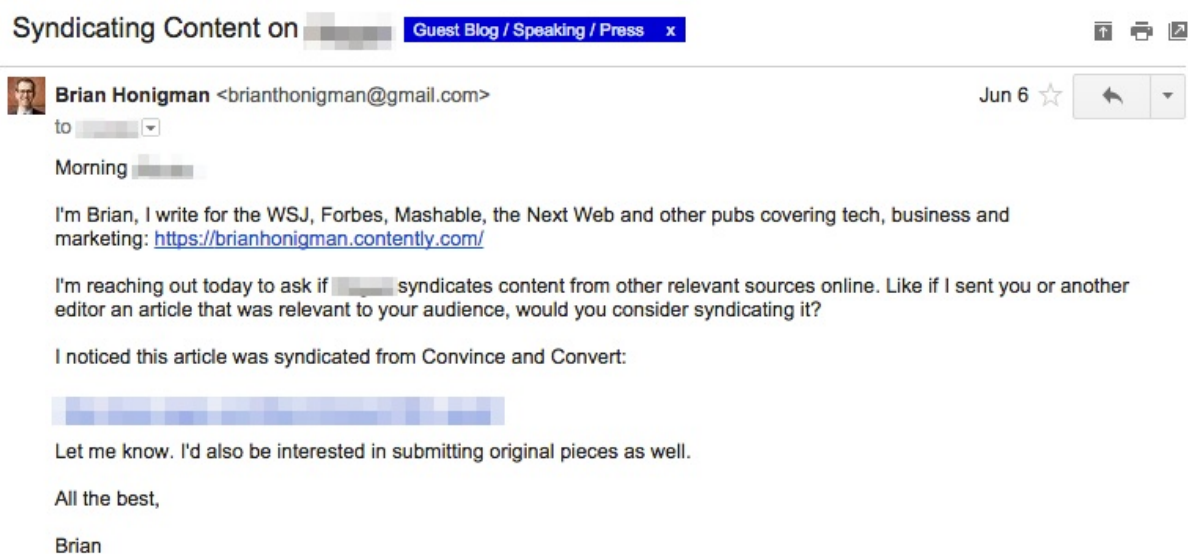 Syndicating Content on
Guest Blog / Speaking / Press x
Brian Honigman <brianthonigman@gmail.com>
Jun 6
to
Morning
I'm Brian, I write for the WSJ, Forbes, Mashable, the Next Web and other pubs covering tech, business and
marketing: https://brianhonigman.contently.com/
I'm reaching out today to ask if syndicates content from other relevant sources online. Like if I sent you or another
editor an article that was relevant to your audience, would you consider syndicating it?
I noticed this article was syndicated from Convince and Convert:
Let me know. I'd also be interested in submitting original pieces as well.
All the best,
Brian